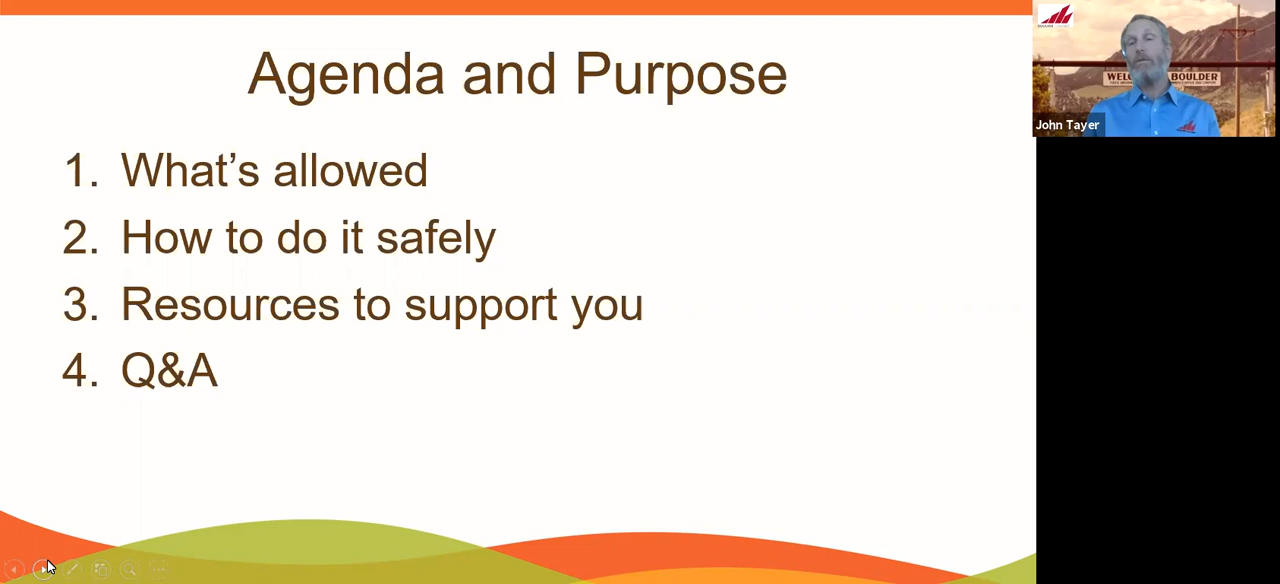 Agenda and Purpose
1. What's allowed
2. How to do it safely
3. Resources to support you
4. Q&A
BOULDER
John Tayer